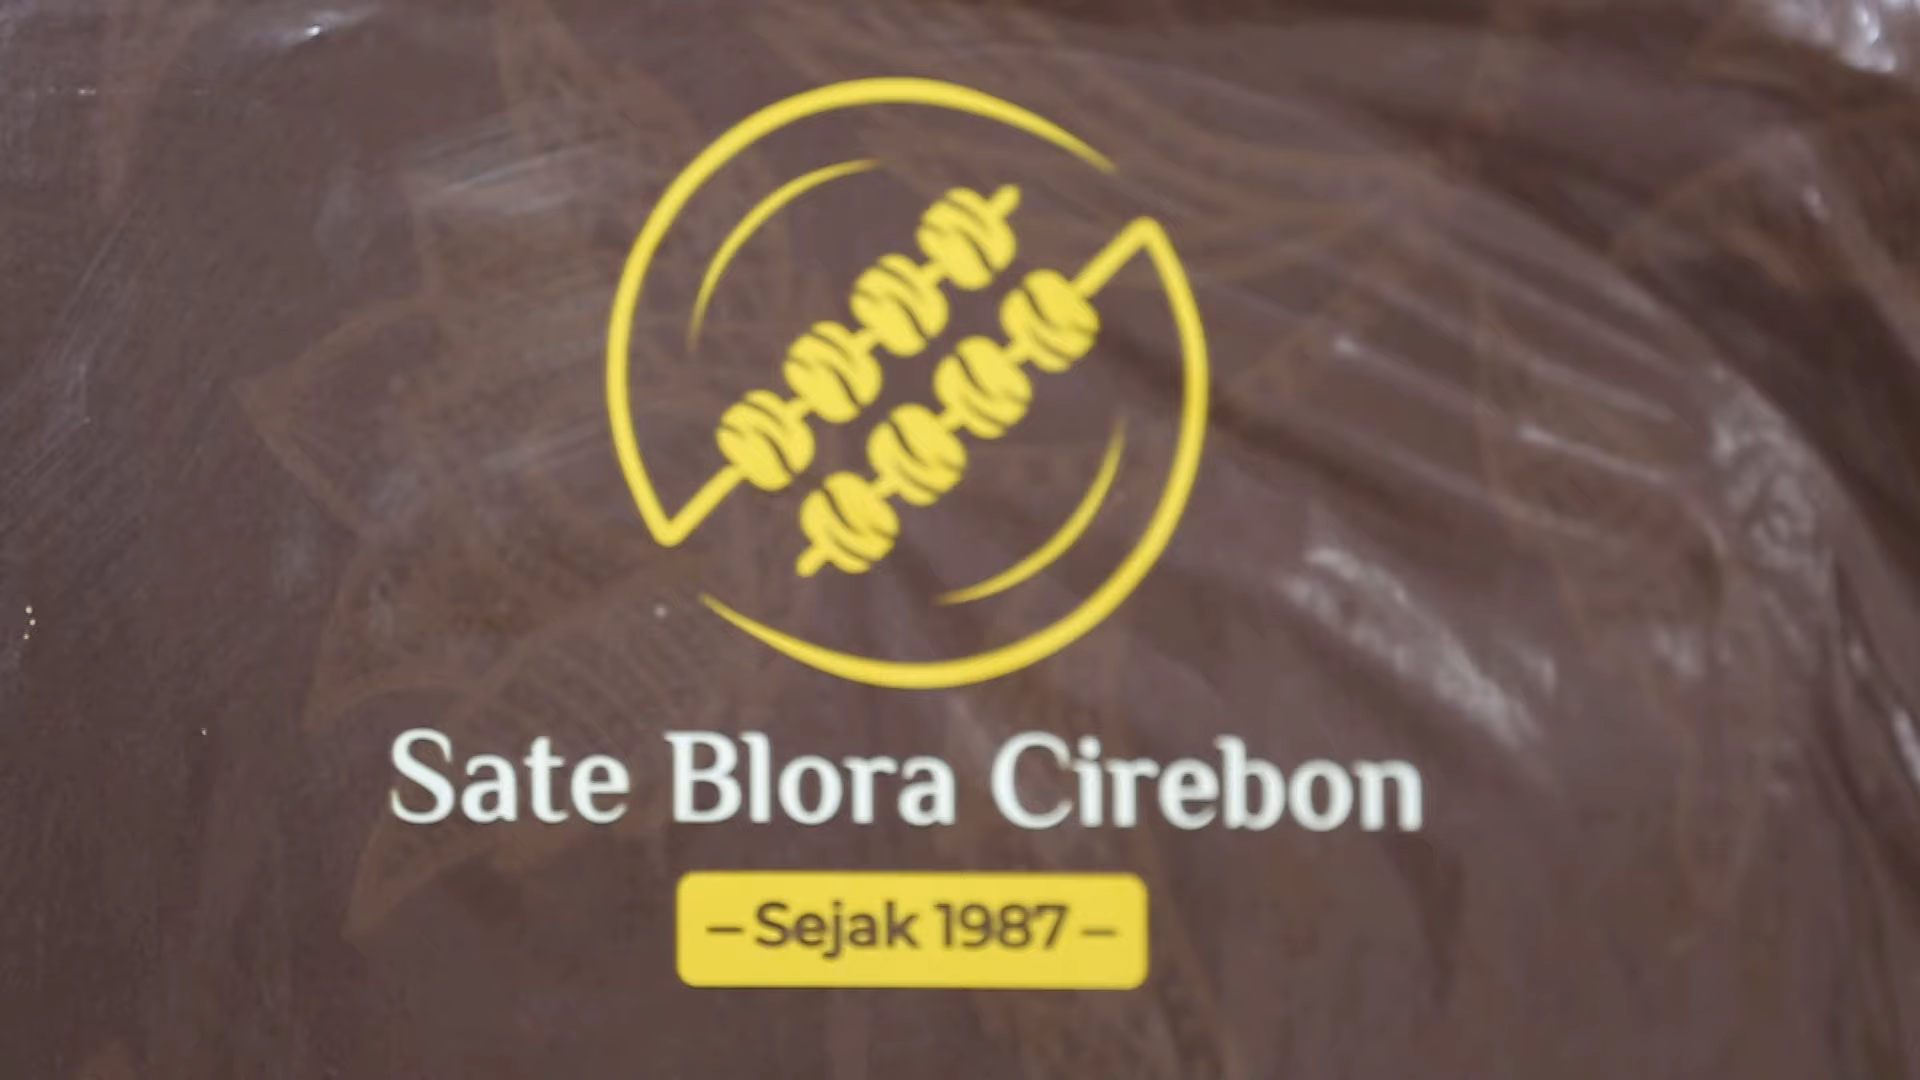 Sate Blora Cirebon
– Sejak 1987 –